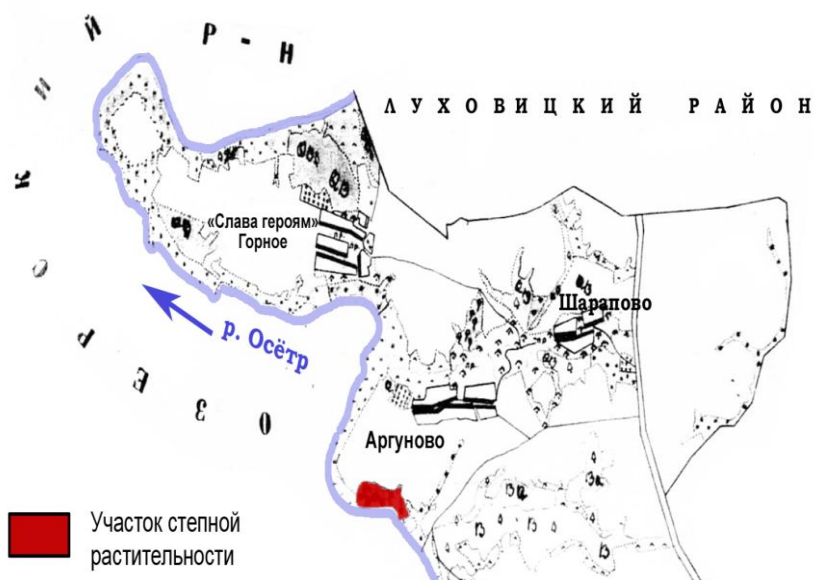 О З Е Р С К И Й Р - Н
ЛУХОВИЦКИЙ РАЙОН
«Слава героям»
Горное
Шарапово
р. Осётр
Аргуново
Участок степной
растительности